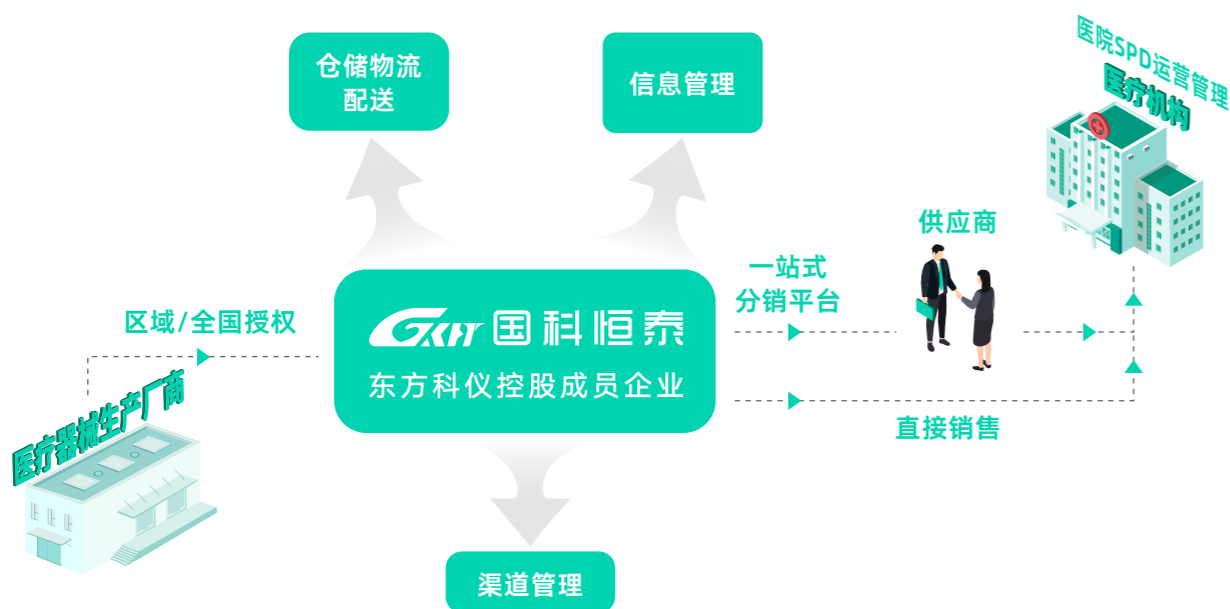 仓储物流
配送
信息管理
医院SPD运营管理
医疗机构
供应商
一站式
分销平台
区域/全国授权
GKHT 国科恒泰
东方科仪控股成员企业
医疗器械生产厂商
直接销售
渠道管理